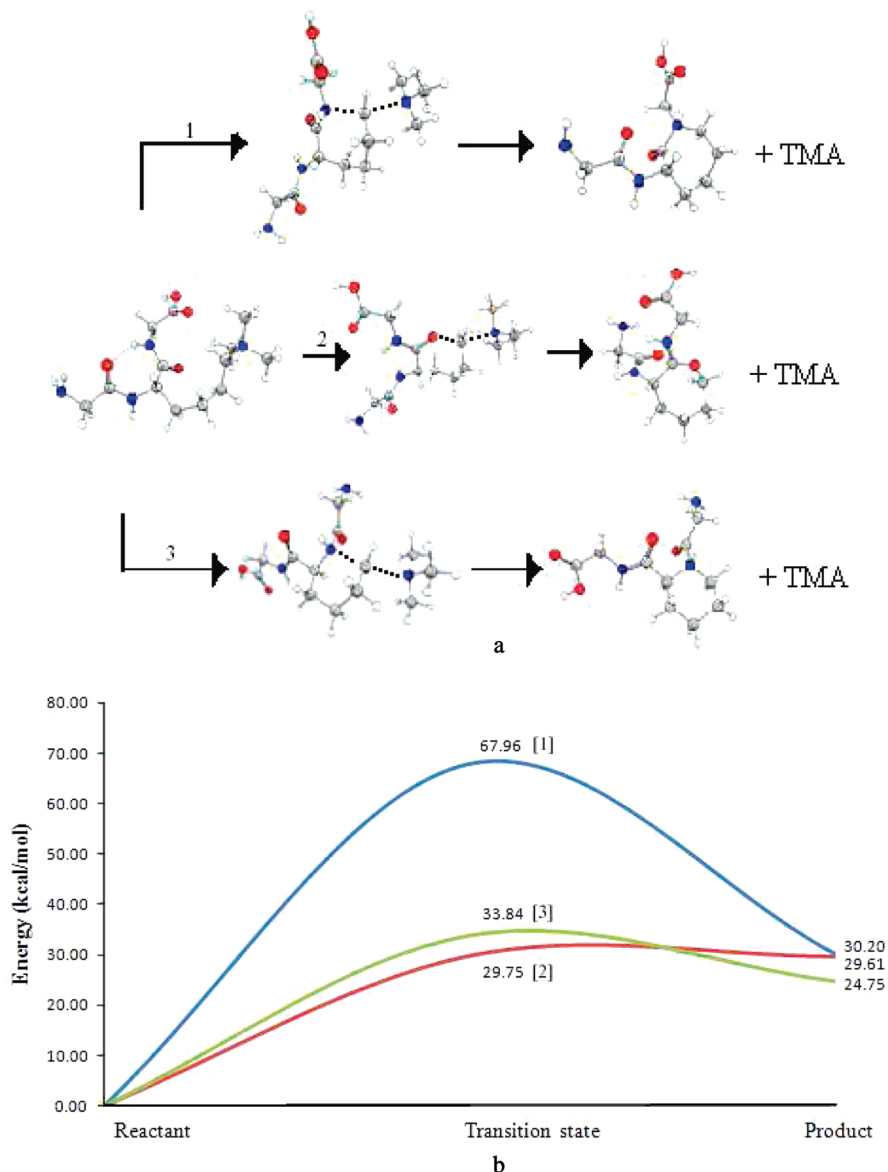 1
+ TMA
2
+ TMA
3
+ TMA
a
80.00
70.00
60.00
50.00
40.00
30.00
20.00
10.00
0.00
Energy (kcal/mol)
67.96 [1]
33.84 [3]
29.75 [2]
30.20
29.61
24.75
Reactant Transition state Product
b